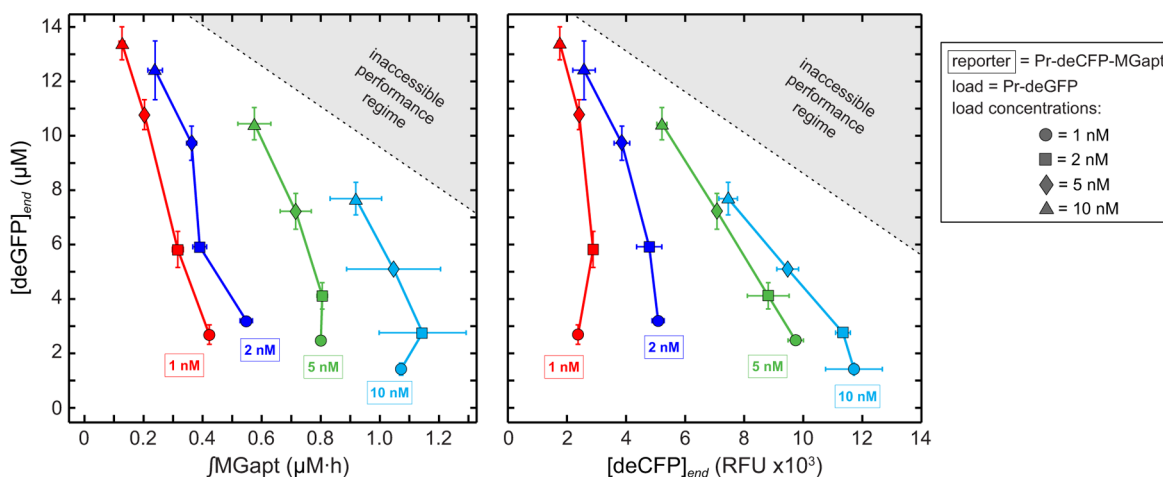 14
12
10
8
6
4
2
0
[deGFP]end (µM)
inaccessible
performance
regime
1 nM
2 nM
5 nM
10 nM
0
0.2
0.4
0.6
0.8
1.0
1.2
∫MGapt (µM·h)
inaccessible
performance
regime
1 nM
2 nM
5 nM
10 nM
0
2
4
6
8
10
12
14
[deCFP]end (RFU x10³)
reporter = Pr-deCFP-MGapt
load = Pr-deGFP
load concentrations:
= 1 nM
= 2 nM
= 5 nM
= 10 nM